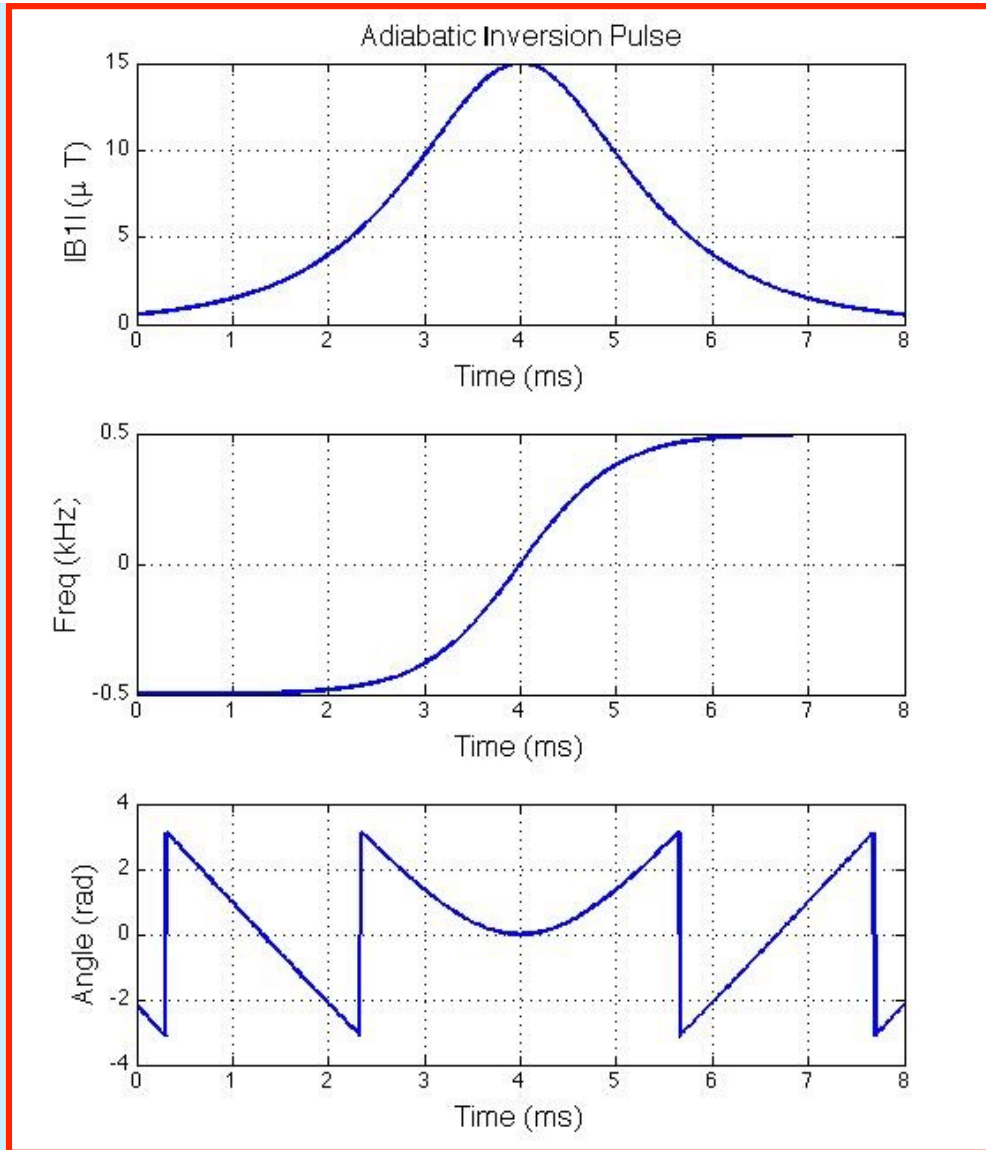 Adiabatic Inversion Pulse
15
10
5
0
|B1| (μ T)
0 1 2 3 4 5 6 7 8
Time (ms)
0.5
0
-0.5
Freq (kHz)
0 1 2 3 4 5 6 7 8
Time (ms)
4
2
0
-2
-4
Angle (rad)
0 1 2 3 4 5 6 7 8
Time (ms)